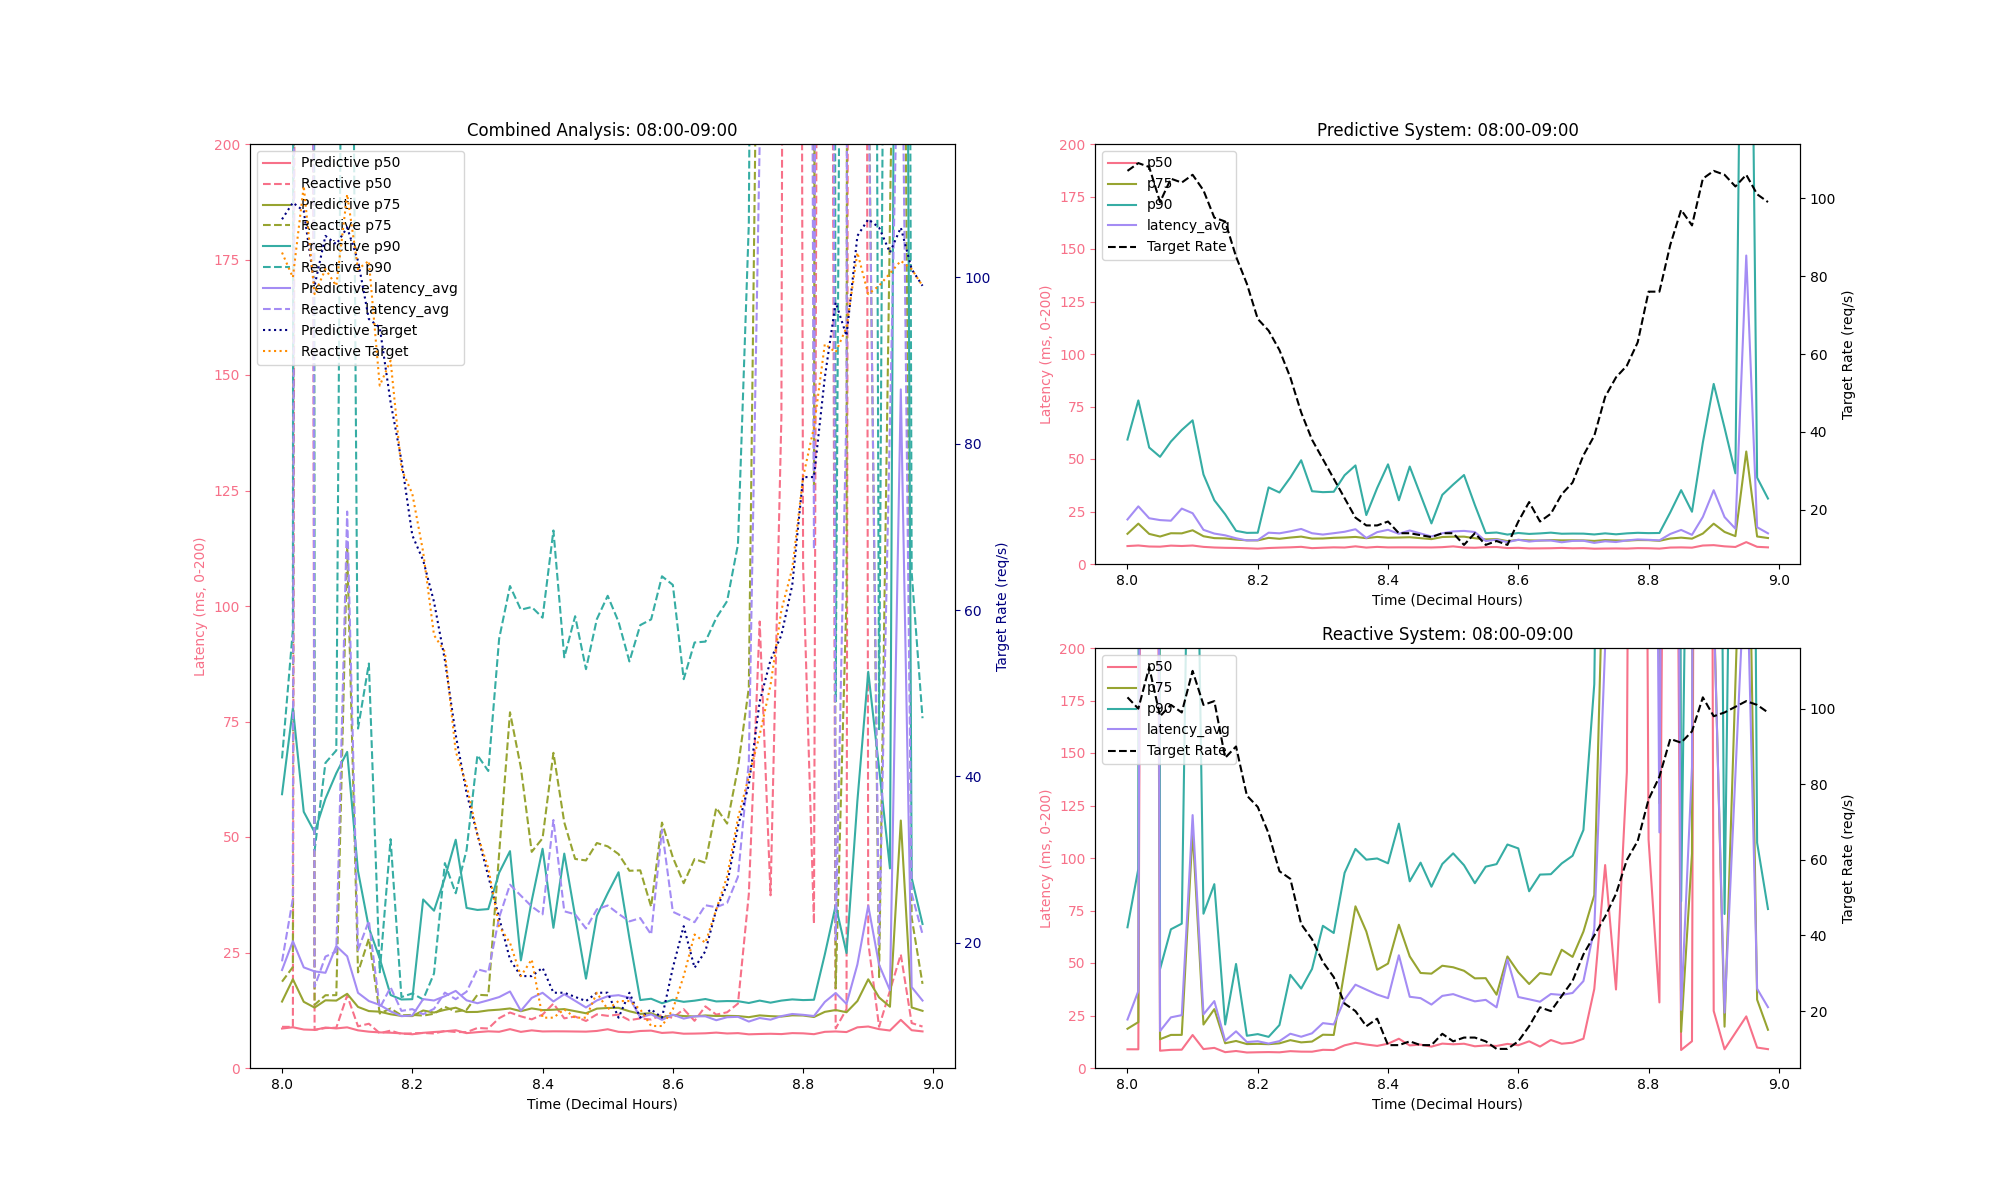 Combined Analysis: 08:00-09:00
200
175
150
125
100
75
50
25
0
Latency (ms, 0-200)
Predictive p50
Reactive p50
Predictive p75
Reactive p75
Predictive p90
Reactive p90
Predictive latency_avg
Reactive latency_avg
Predictive Target
Reactive Target
100
80
60
40
20
Target Rate (req/s)
8.0 8.2 8.4 8.6 8.8 9.0
Time (Decimal Hours)
Predictive System: 08:00-09:00
200
175
150
125
100
75
50
25
0
Latency (ms, 0-200)
p50
p75
p90
latency_avg
Target Rate
100
80
60
40
20
Target Rate (req/s)
8.0 8.2 8.4 8.6 8.8 9.0
Time (Decimal Hours)
Reactive System: 08:00-09:00
200
175
150
125
100
75
50
25
0
Latency (ms, 0-200)
p50
p75
p90
latency_avg
Target Rate
100
80
60
40
20
Target Rate (req/s)
8.0 8.2 8.4 8.6 8.8 9.0
Time (Decimal Hours)